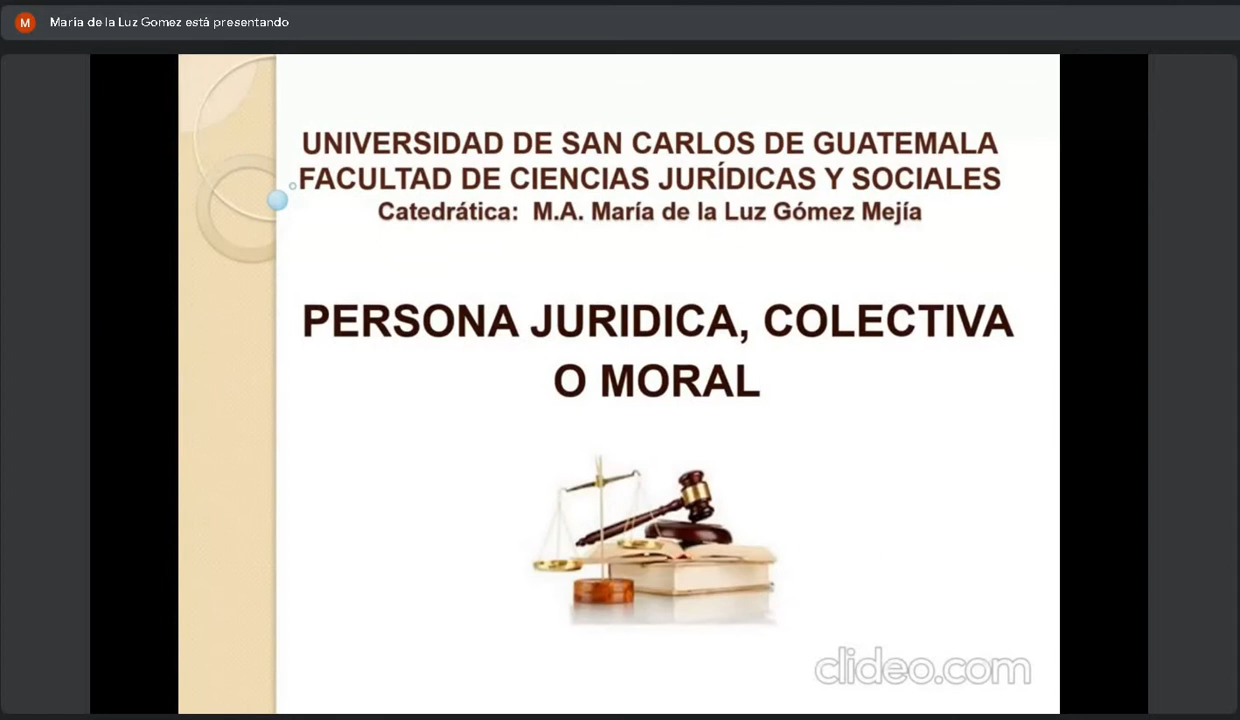 M
Maria de la Luz Gomez está presentando
UNIVERSIDAD DE SAN CARLOS DE GUATEMALA
FACULTAD DE CIENCIAS JURÍDICAS Y SOCIALES
Catedrática: M.A. María de la Luz Gómez Mejía
PERSONA JURIDICA, COLECTIVA
O MORAL
clideo.com